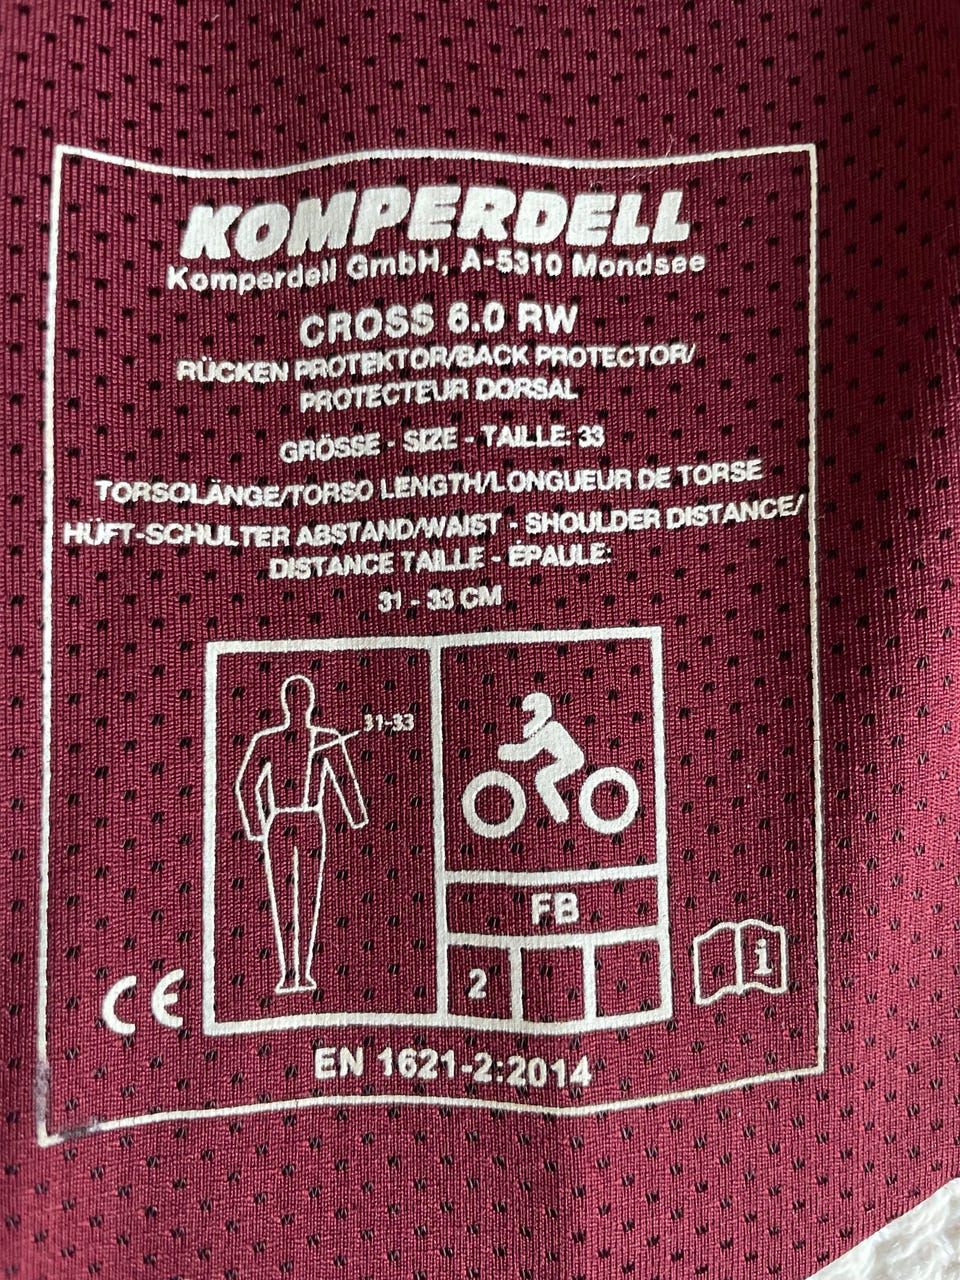 KOMPERDELL
Komperdell GmbH, A-5310 Mondsee
CROSS 6.0 RW
RÜCKEN PROTEKTOR/BACK PROTECTOR/
PROTECTEUR DORSAL
GRÖSSE - SIZE - TAILLE: 33
TORSOLÄNGE/TORSO LENGTH/LONGUEUR DE TORSE
HÜFT-SCHULTER ABSTAND/WAIST - SHOULDER DISTANCE/
DISTANCE TAILLE - ÉPAULE:
31 - 33 CM
31-33
FB
2
i
CE
EN 1621-2:2014